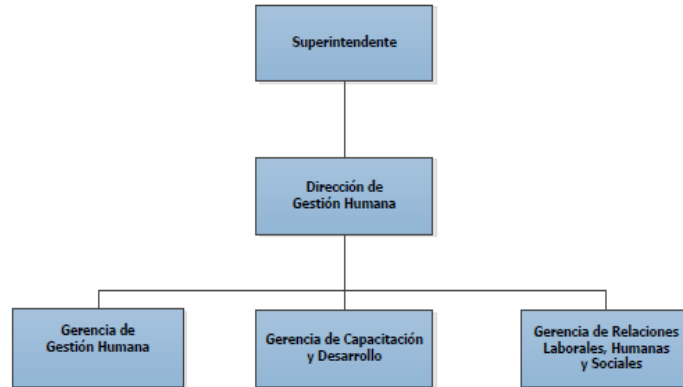 Superintendente
Dirección de
Gestión Humana
Gerencia de
Gestión Humana
Gerencia de Capacitación
y Desarrollo
Gerencia de Relaciones
Laborales, Humanas
y Sociales